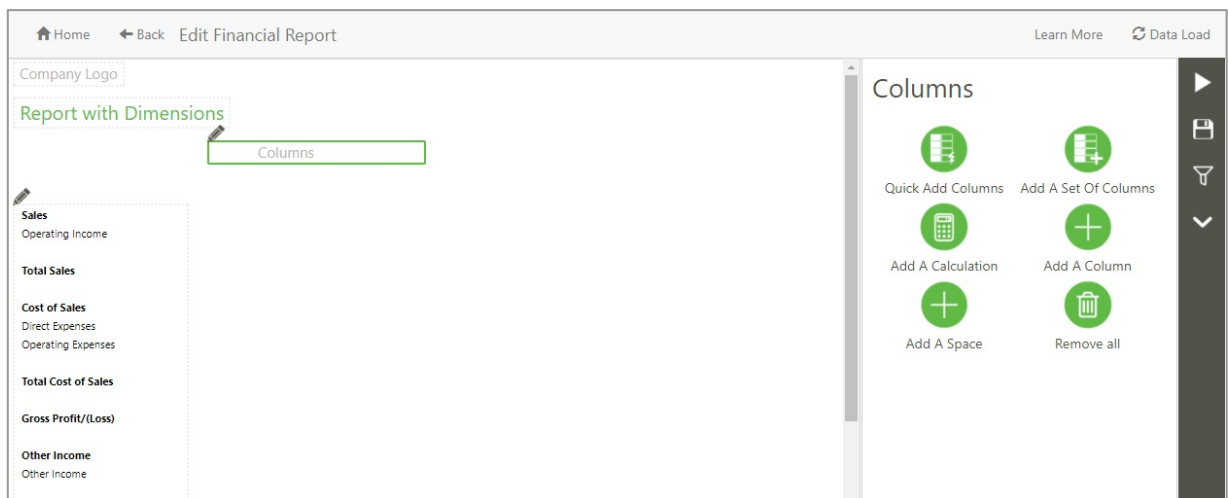 Home Back Edit Financial Report Learn More Data Load
Company Logo
Report with Dimensions
Columns
Sales
Operating Income
Total Sales
Cost of Sales
Direct Expenses
Operating Expenses
Total Cost of Sales
Gross Profit/(Loss)
Other Income
Other Income
Columns
Quick Add Columns Add A Set Of Columns
Add A Calculation Add A Column
Add A Space Remove all